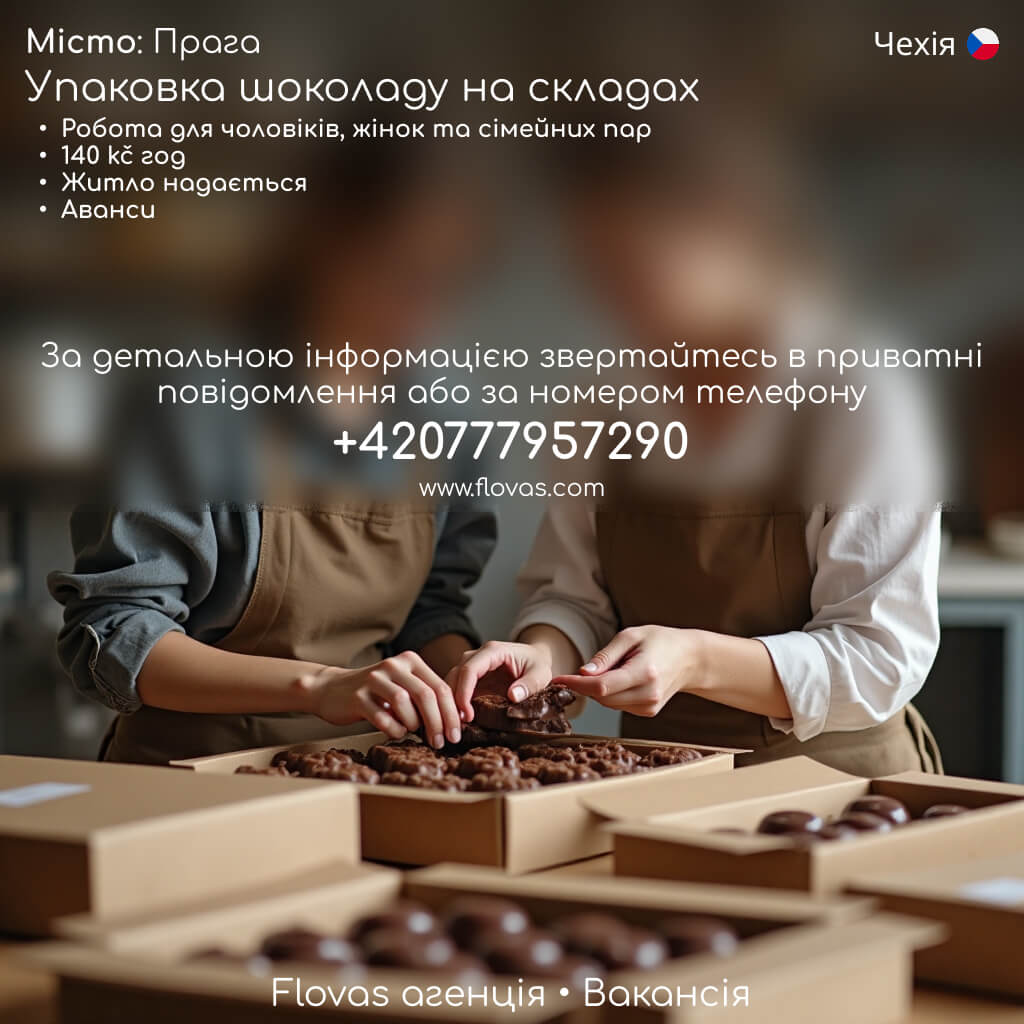 Місто: Прага
Чехія
Упаковка шоколаду на складах
• Робота для чоловіків, жінок та сімейних пар
• 140 kč год
• Житло надається
• Аванси
За детальною інформацією звертайтесь в приватні
повідомлення або за номером телефону
+420777957290
www.flovas.com
Flovas агенція • Вакансія